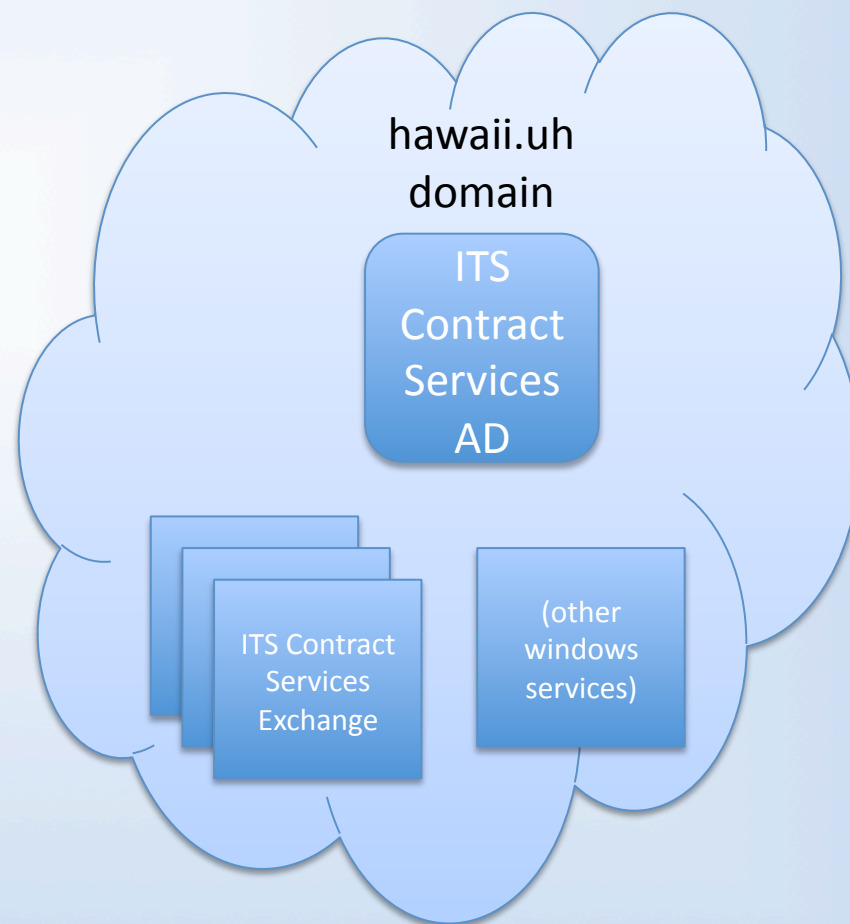 hawaii.uh
domain
ITS
Contract
Services
AD
ITS Contract
Services
Exchange
(other
windows
services)